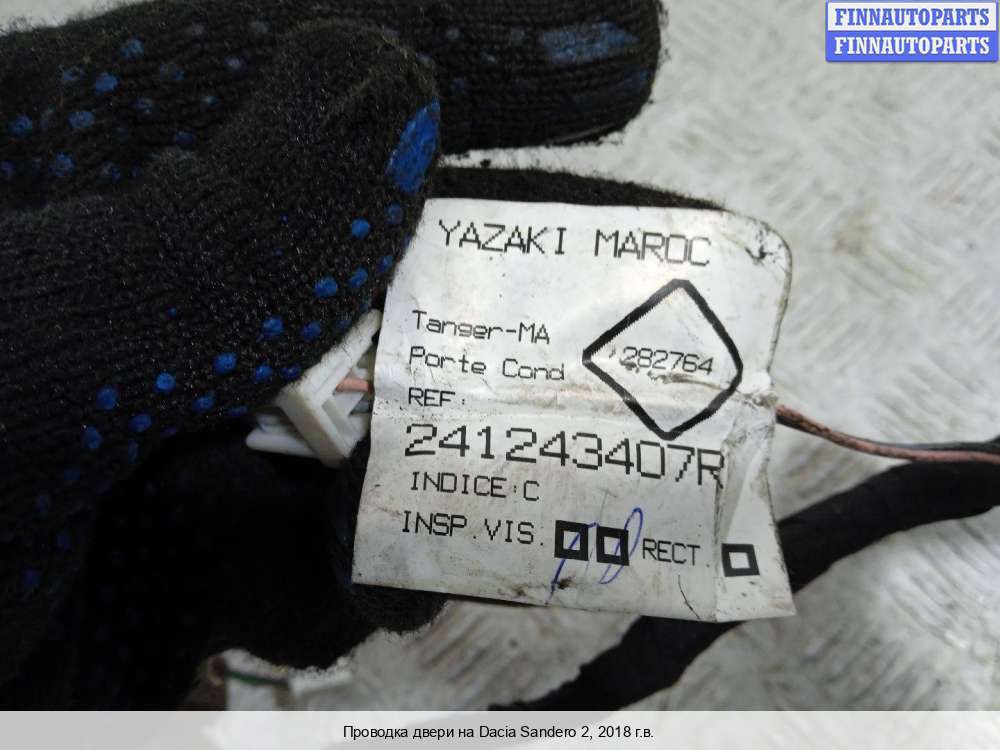 FINNAUTOPARTS
FINNAUTOPARTS
YAZAKI MAROC
Tanger-MA
282764
Porte Cond
REF:
241243407R
INDICE:C
INSP.VIS.
RECT.
Проводка двери на Dacia Sandero 2, 2018 г.в.